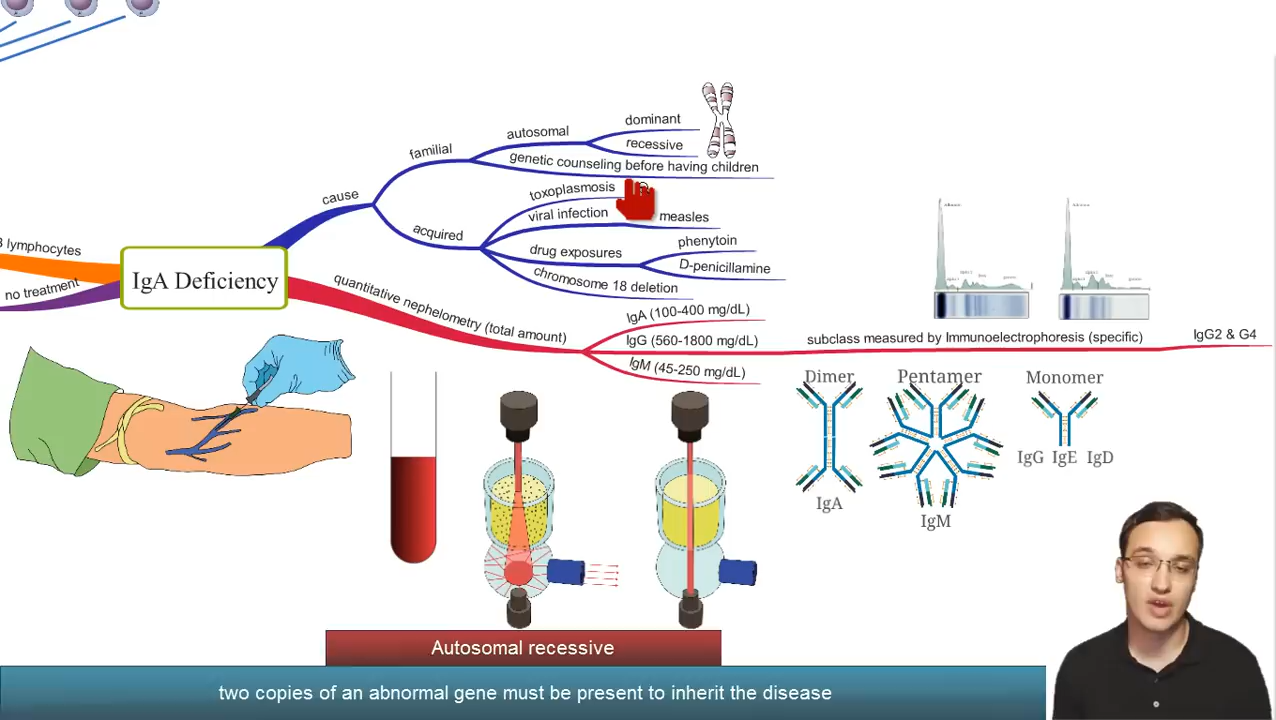 dominant
autosomal
recessive
familial
genetic counseling before having children
cause
toxoplasmosis
viral infection
measles
acquired
drug exposures
phenytoin
D-penicillamine
chromosome 18 deletion
B lymphocytes
IgA Deficiency
no treatment
quantitative nephelometry (total amount)
IgA (100-400 mg/dL)
IgG (560-1800 mg/dL)
IgM (45-250 mg/dL)
subclass measured by Immunoelectrophoresis (specific)
IgG2 & G4
Dimer
Pentamer
Monomer
IgG IgE IgD
IgA
IgM
Autosomal recessive
two copies of an abnormal gene must be present to inherit the disease